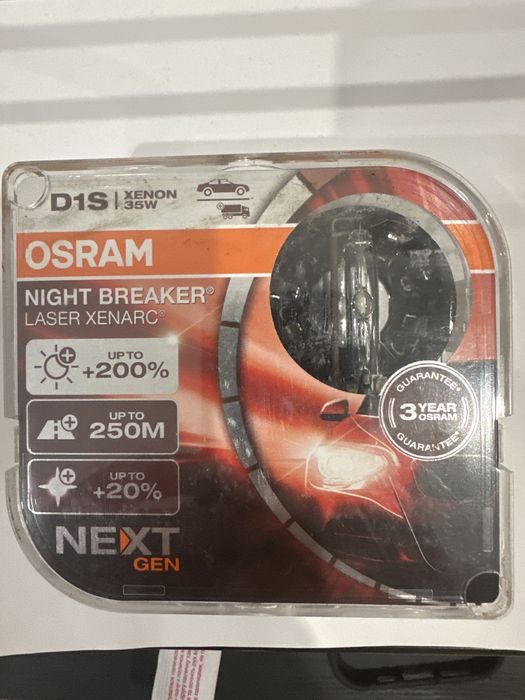 D1S | XENON
35W
OSRAM
NIGHT BREAKER®
LASER XENARC®
UP TO
+200%
UP TO
250M
UP TO
+20%
NEXT
GEN
GUARANTEE*
3 YEAR
OSRAM
GUARANTEE*